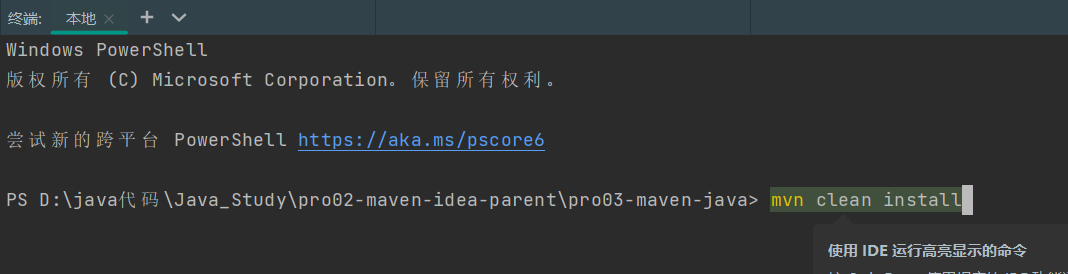 终端: 本地
Windows PowerShell
版权所有 (C) Microsoft Corporation。保留所有权利。
尝试新的跨平台 PowerShell https://aka.ms/pscore6
PS D:\java代码\Java_Study\pro02-maven-idea-parent\pro03-maven-java> mvn clean install
使用 IDE 运行高亮显示的命令